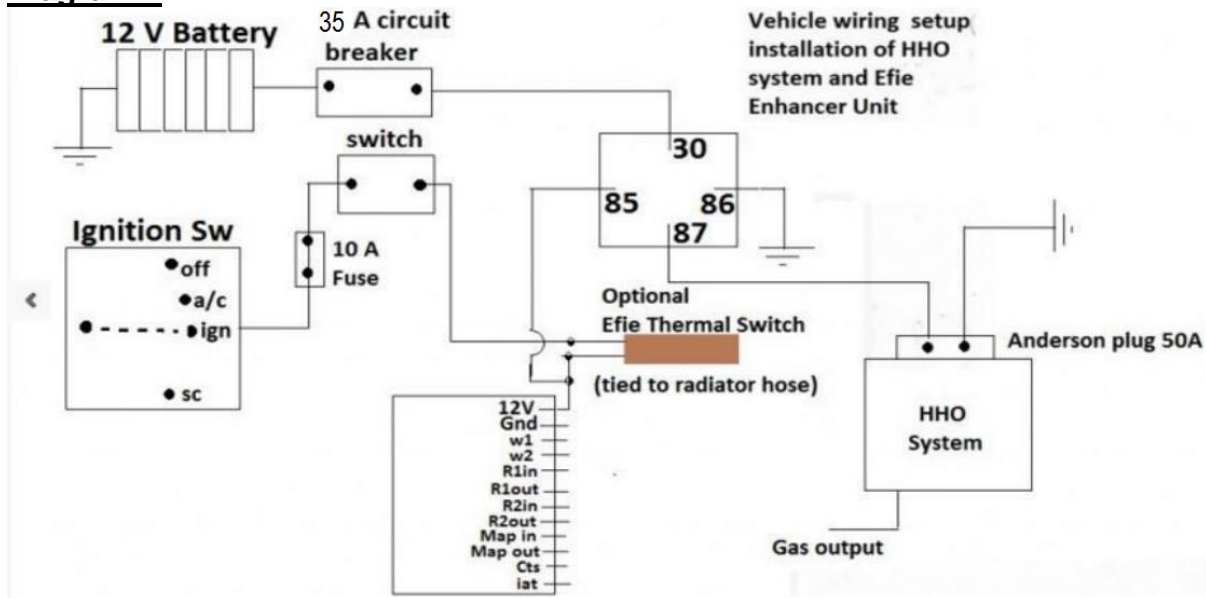 12 V Battery
35 A circuit
breaker
Vehicle wiring setup
installation of HHO
system and Efie
Enhancer Unit
switch
30
85
86
87
Ignition Sw
off
a/c
ign
sc
10 A
Fuse
Optional
Efie Thermal Switch
(tied to radiator hose)
Anderson plug 50A
HHO
System
12V
Gnd
w1
w2
R1in
R1out
R2in
R2out
Map in
Map out
Cts
iat
Gas output